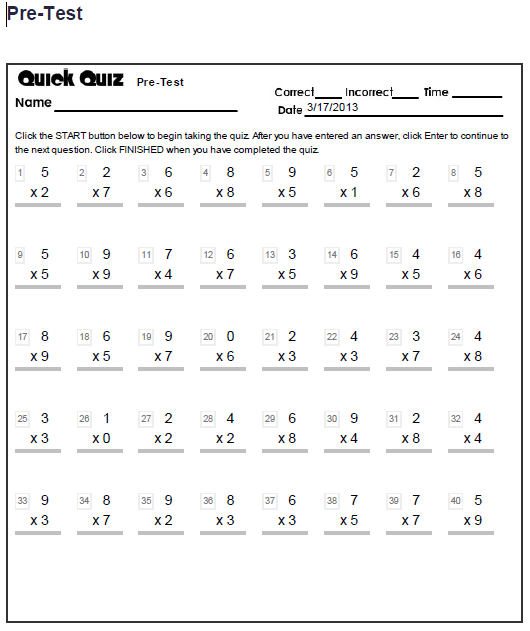 Pre-Test
Quick Quiz Pre-Test
Correct____ Incorrect____ Time ________
Name ______________________ Date 3/17/2013
Click the START button below to begin taking the quiz. After you have entered an answer, click Enter to continue to
the next question. Click FINISHED when you have completed the quiz.
1 5 2 2 3 6 4 8 5 9 6 5 7 2 8 5
x 2 x 7 x 6 x 8 x 5 x 1 x 6 x 8
9 5 10 9 11 7 12 6 13 3 14 6 15 4 16 4
x 5 x 9 x 4 x 7 x 5 x 9 x 5 x 6
17 8 18 6 19 9 20 0 21 2 22 4 23 3 24 4
x 9 x 5 x 7 x 6 x 3 x 3 x 7 x 8
25 3 26 1 27 2 28 4 29 6 30 9 31 2 32 4
x 3 x 0 x 2 x 2 x 8 x 4 x 8 x 4
33 9 34 8 35 9 36 8 37 6 38 7 39 7 40 5
x 3 x 7 x 2 x 3 x 3 x 5 x 7 x 9